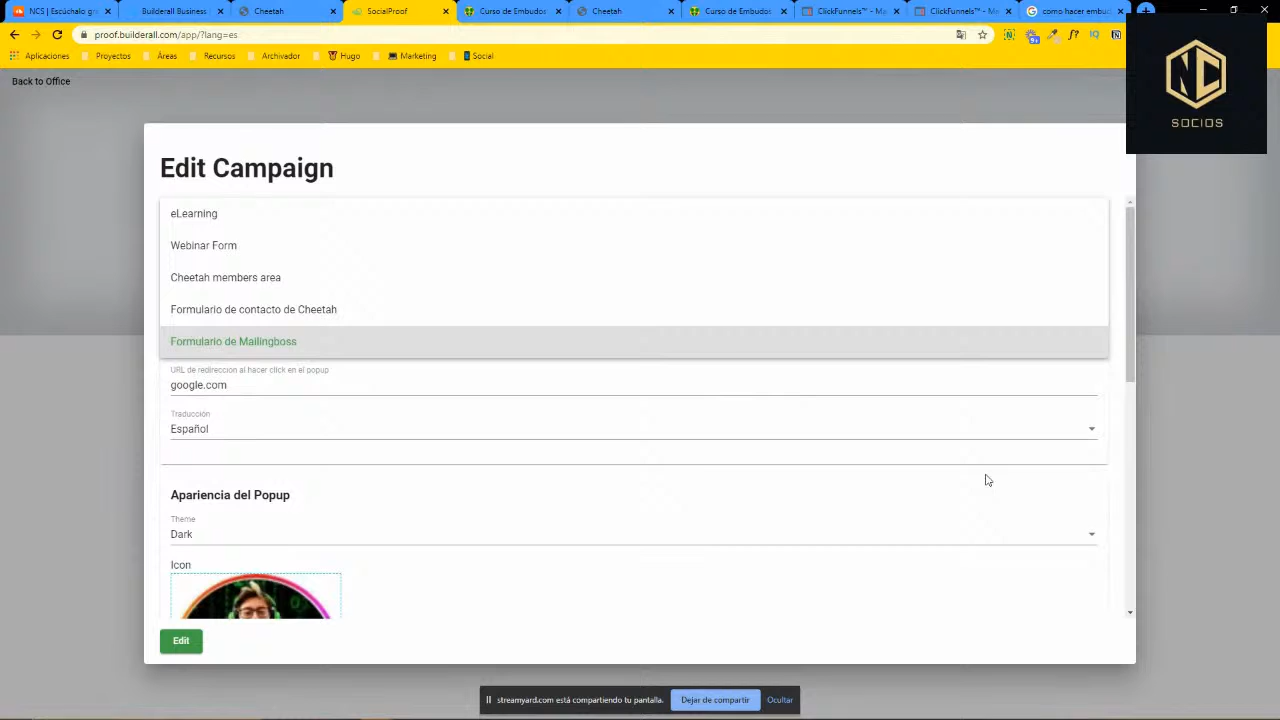 NCS | Escúchalo gra
Builderall Business
Cheetah
SocialProof
Curso de Embudos
Cheetah
Curso de Embudos
ClickFunnels™ - Ma
ClickFunnels™ - Ma
como hacer embud
proof.builderall.com/app/?lang=es
Aplicaciones
Proyectos
Áreas
Recursos
Archivador
Hugo
Marketing
Social
Back to Office
NC
SOCIOS
Edit Campaign
eLearning
Webinar Form
Cheetah members area
Formulario de contacto de Cheetah
Formulario de Mailingboss
URL de redirección al hacer click en el popup
google.com
Traducción
Español
Apariencia del Popup
Theme
Dark
Icon
Edit
streamyard.com está compartiendo tu pantalla.
Dejar de compartir
Ocultar